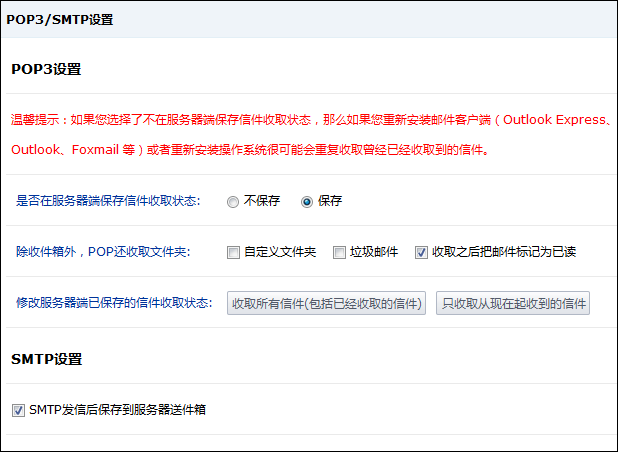 POP3/SMTP设置
POP3设置
温馨提示：如果您选择了不在服务器端保存信件收取状态，那么如果您重新安装邮件客户端（Outlook Express、
Outlook、Foxmail 等）或者重新安装操作系统很可能会重复收取曾经已经收取到的信件。
是否在服务器端保存信件收取状态: 不保存 保存
除收件箱外，POP还收取文件夹: 自定义文件夹 垃圾邮件 收取之后把邮件标记为已读
修改服务器端已保存的信件收取状态: 收取所有信件(包括已经收取的信件) 只收取从现在起收到的信件
SMTP设置
SMTP发信后保存到服务器送件箱